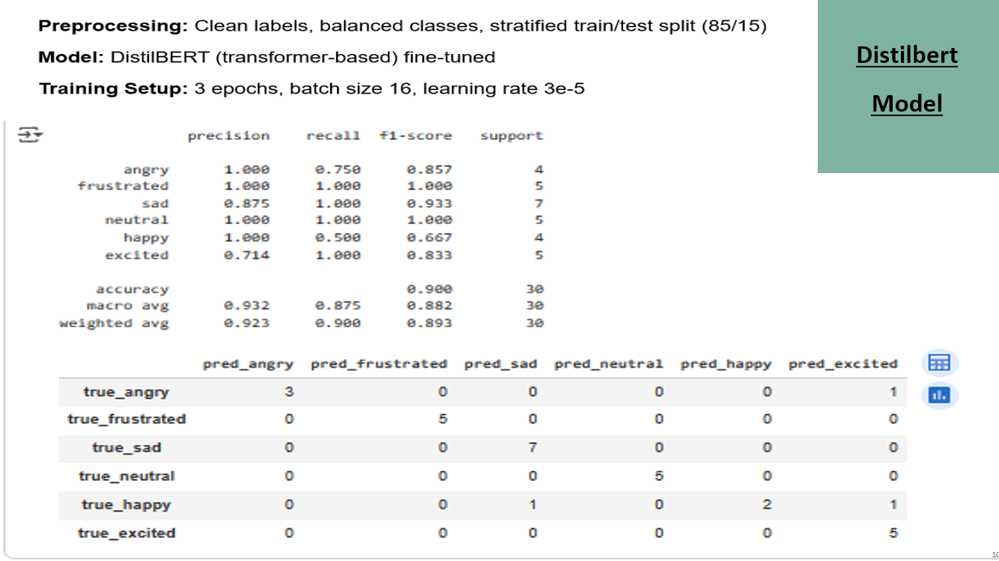 Preprocessing: Clean labels, balanced classes, stratified train/test split (85/15)
Model: DistilBERT (transformer-based) fine-tuned
Training Setup: 3 epochs, batch size 16, learning rate 3e-5
Distilbert
Model
precision recall f1-score support
angry 1.000 0.750 0.857 4
frustrated 1.000 1.000 1.000 5
sad 0.875 1.000 0.933 7
neutral 1.000 1.000 1.000 5
happy 1.000 0.500 0.667 4
excited 0.714 1.000 0.833 5
accuracy 0.900 30
macro avg 0.932 0.875 0.882 30
weighted avg 0.923 0.900 0.893 30
pred_angry pred_frustrated pred_sad pred_neutral pred_happy pred_excited
true_angry 3 0 0 0 0 1
true_frustrated 0 5 0 0 0 0
true_sad 0 0 7 0 0 0
true_neutral 0 0 0 5 0 0
true_happy 0 0 1 0 2 1
true_excited 0 0 0 0 0 5
10